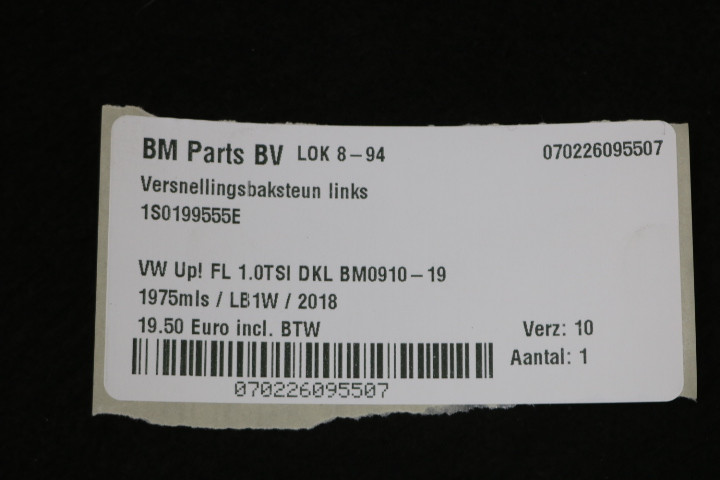 BM Parts BV LOK 8-94 070226095507
Versnellingsbaksteun links
1S0199555E
VW Up! FL 1.0TSI DKL BM0910-19
1975mls / LB1W / 2018
19.50 Euro incl. BTW Verz: 10
Aantal: 1
070226095507